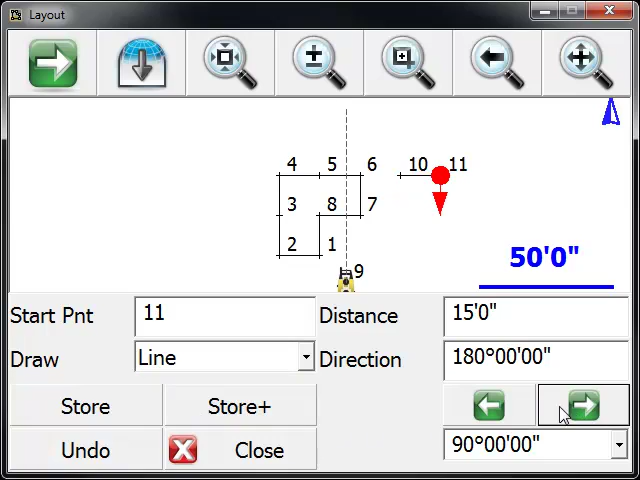 Layout
4 5 6 10 11
3 8 7
2 1
9
50'0"
Start Pnt 11 Distance 15'0"
Draw Line Direction 180°00'00"
Store Store+
Undo Close 90°00'00"